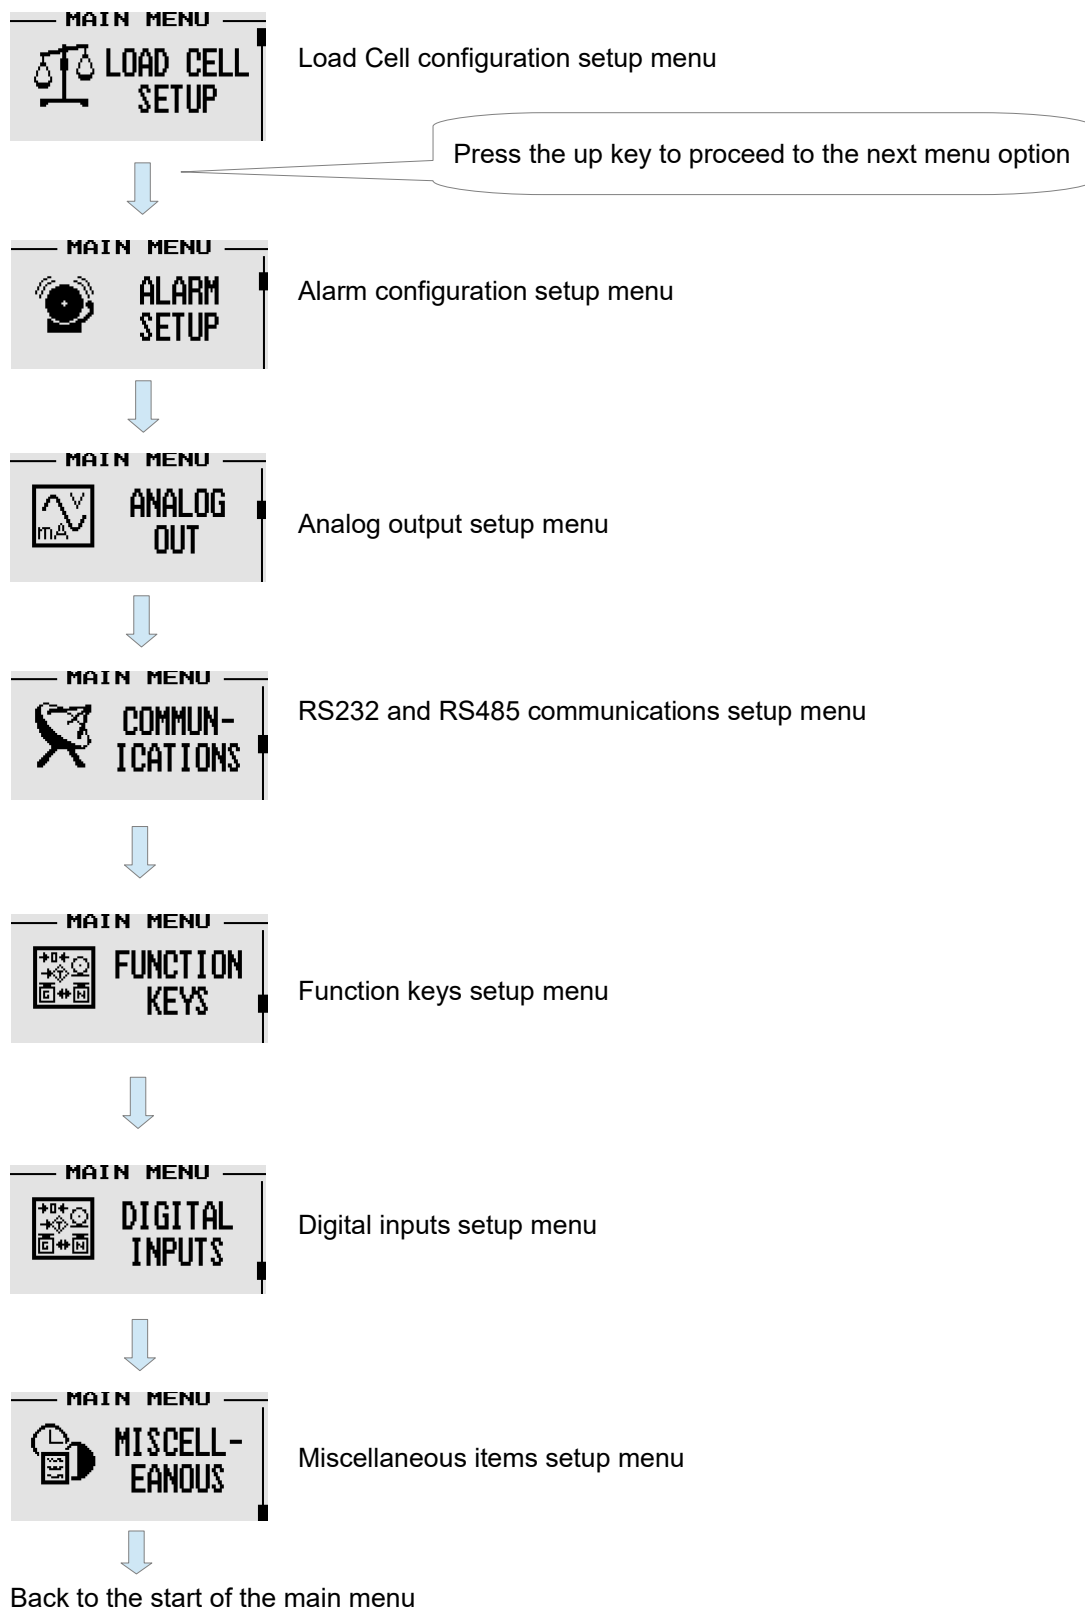 MAIN MENU
LOAD CELL
SETUP
Load Cell configuration setup menu
Press the up key to proceed to the next menu option
MAIN MENU
ALARM
SETUP
Alarm configuration setup menu
MAIN MENU
V
mA
ANALOG
OUT
Analog output setup menu
MAIN MENU
COMMUN-
ICATIONS
RS232 and RS485 communications setup menu
MAIN MENU
T
G N
FUNCTION
KEYS
Function keys setup menu
MAIN MENU
T
G N
DIGITAL
INPUTS
Digital inputs setup menu
MAIN MENU
MISCELL-
EANOUS
Miscellaneous items setup menu
Back to the start of the main menu